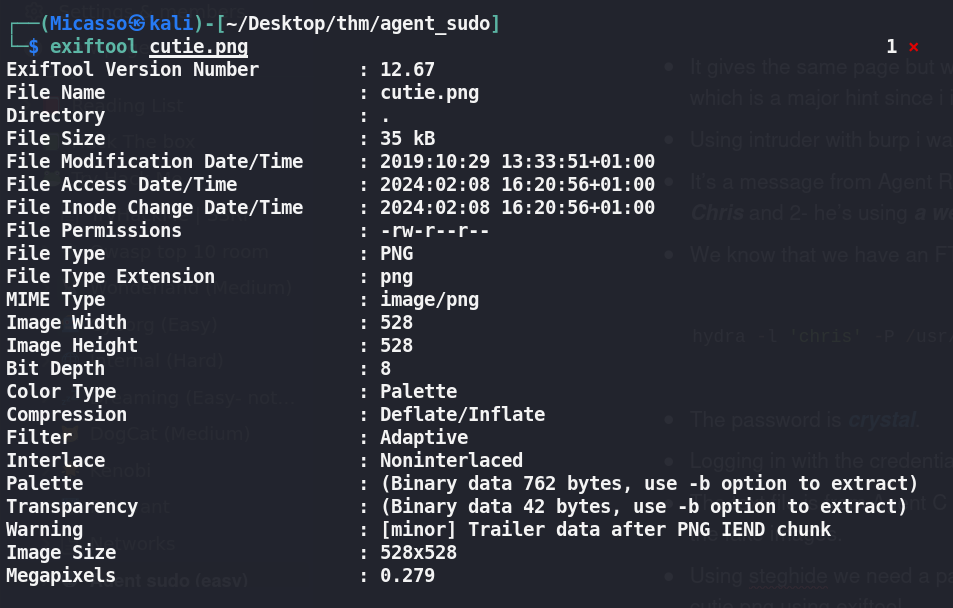 ┌──(Micasso㉿kali)-[~/Desktop/thm/agent_sudo]
└─$ exiftool cutie.png 1 ⨯
ExifTool Version Number : 12.67
File Name : cutie.png
Directory : .
File Size : 35 kB
File Modification Date/Time : 2019:10:29 13:33:51+01:00
File Access Date/Time : 2024:02:08 16:20:56+01:00
File Inode Change Date/Time : 2024:02:08 16:20:56+01:00
File Permissions : -rw-r--r--
File Type : PNG
File Type Extension : png
MIME Type : image/png
Image Width : 528
Image Height : 528
Bit Depth : 8
Color Type : Palette
Compression : Deflate/Inflate
Filter : Adaptive
Interlace : Noninterlaced
Palette : (Binary data 762 bytes, use -b option to extract)
Transparency : (Binary data 42 bytes, use -b option to extract)
Warning : [minor] Trailer data after PNG IEND chunk
Image Size : 528x528
Megapixels : 0.279
It gives the same page but w
which is a major hint since i i
Using intruder with burp i wa
It's a message from Agent R
Chris and 2- he's using a we
We know that we have an F
hydra -l 'chris' -P /usr/
The password is crystal.
Logging in with the credentia
Using steghide we need a pa
cutie.png using exiftool